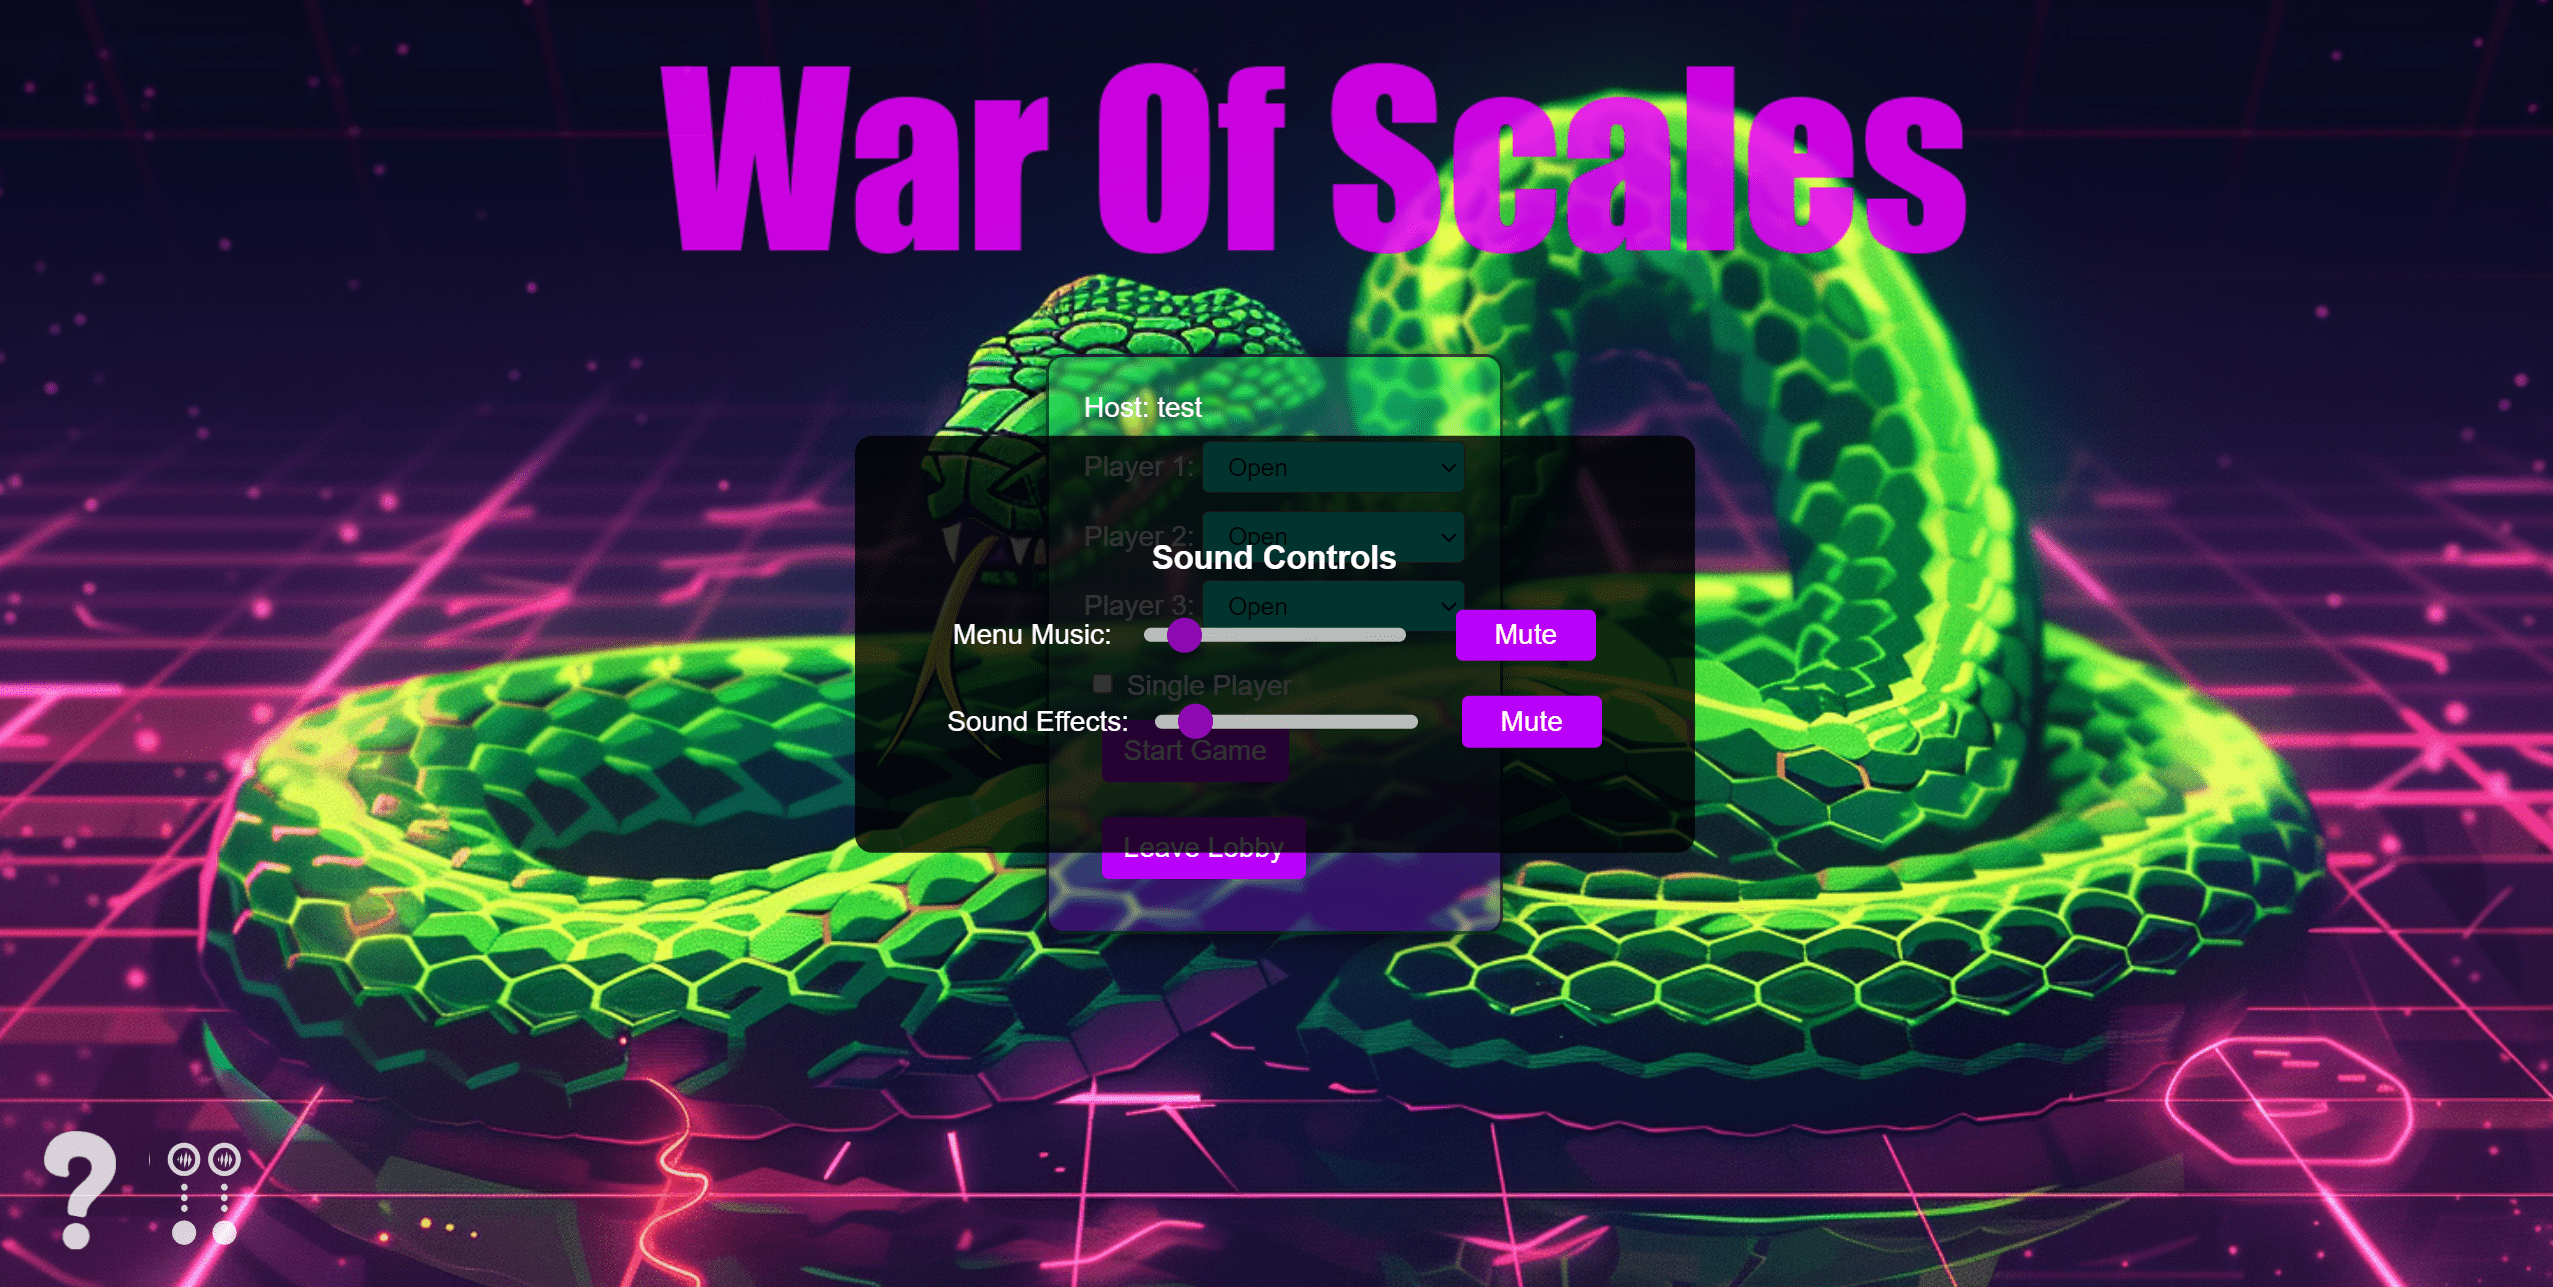 War Of Scales
Host: test
Player 1: Open
Player 2: Open
Sound Controls
Player 3: Open
Menu Music: Mute
Single Player
Sound Effects: Mute
Start Game
Leave Lobby
?